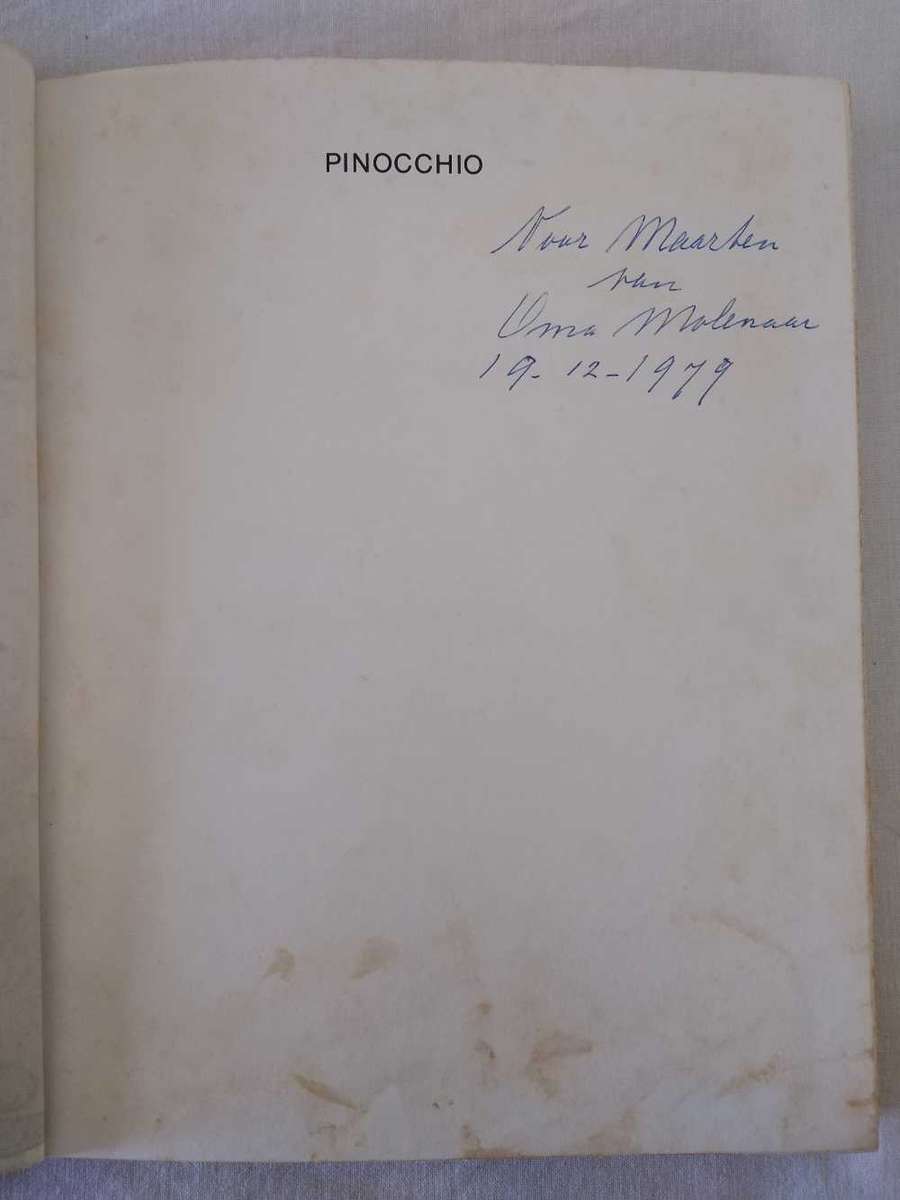 PINOCCHIO
Voor Maarten
van
Oma Molenaar
19-12-1979